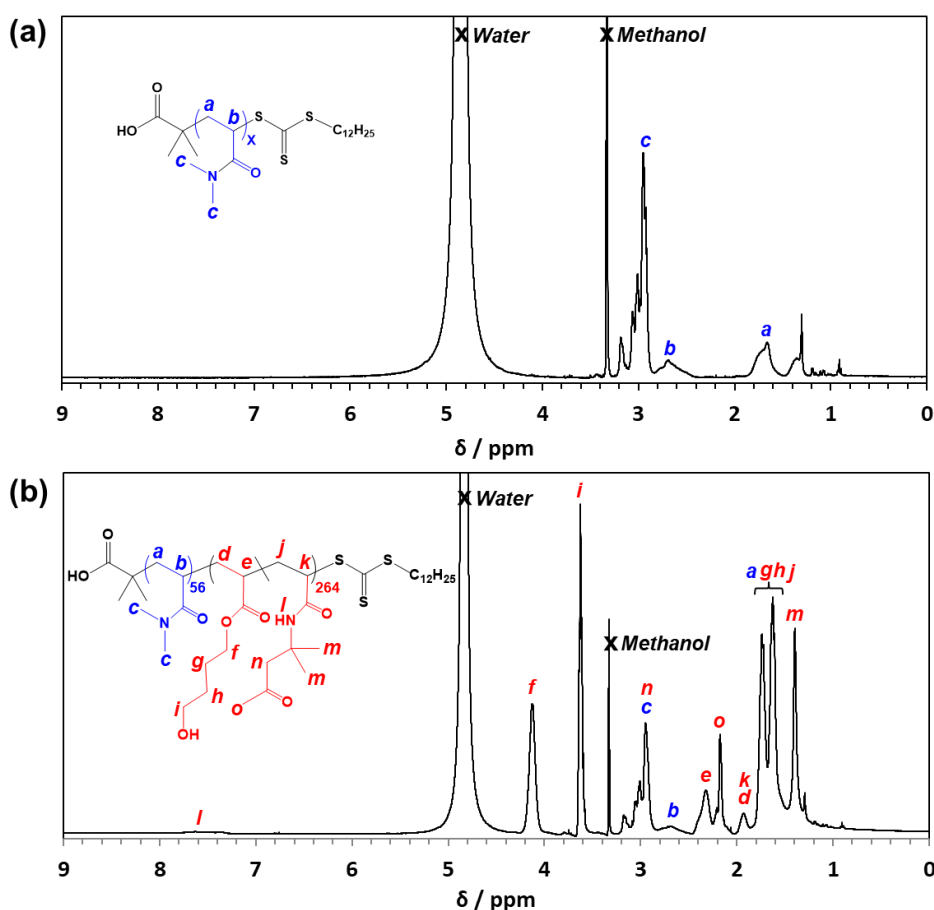 (a)
X Water
X Methanol
O
HO
a
b
x
S
S
C12H25
S
c
N
O
c
c
b
a
9 8 7 6 5 4 3 2 1 0
δ / ppm
(b)
X Water
X Methanol
O
HO
a
b
56
d
e
j
k
264
S
S
C12H25
S
c
N
O
c
O
O
l
HN
O
f
g
h
i
OH
n
m
m
o
O
l
f
i
n
c
b
e
o
k
d
a g h j
m
9 8 7 6 5 4 3 2 1 0
δ / ppm